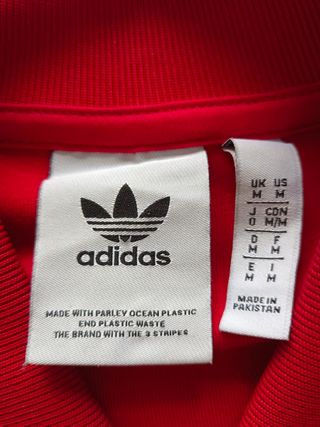 adidas
MADE WITH PARLEY OCEAN PLASTIC
END PLASTIC WASTE
THE BRAND WITH THE 3 STRIPES
UK US
M M
J CDN
O M/M
D F
M M
E I
M M
MADE IN
PAKISTAN